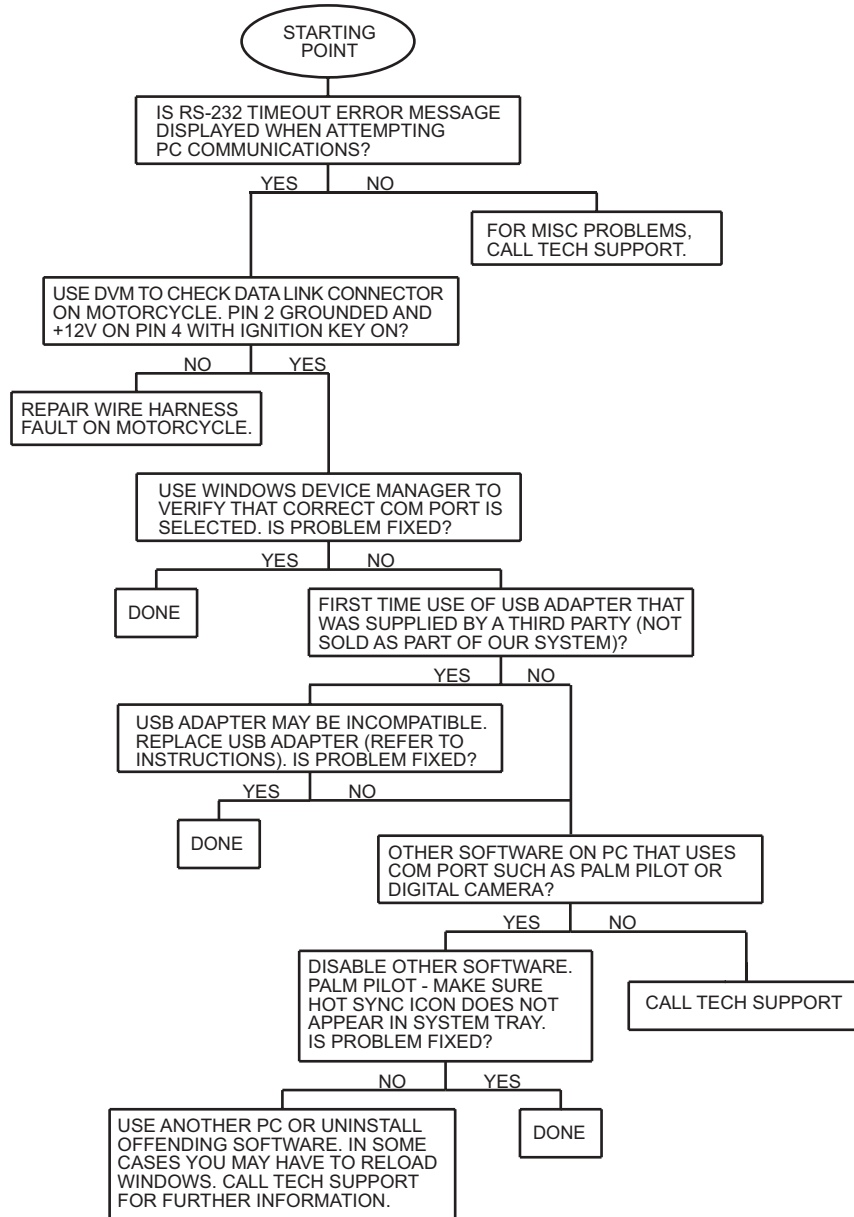 STARTING
POINT
IS RS-232 TIMEOUT ERROR MESSAGE
DISPLAYED WHEN ATTEMPTING
PC COMMUNICATIONS?
YES NO
FOR MISC PROBLEMS,
CALL TECH SUPPORT.
USE DVM TO CHECK DATA LINK CONNECTOR
ON MOTORCYCLE. PIN 2 GROUNDED AND
+12V ON PIN 4 WITH IGNITION KEY ON?
NO YES
REPAIR WIRE HARNESS
FAULT ON MOTORCYCLE.
USE WINDOWS DEVICE MANAGER TO
VERIFY THAT CORRECT COM PORT IS
SELECTED. IS PROBLEM FIXED?
YES NO
DONE
FIRST TIME USE OF USB ADAPTER THAT
WAS SUPPLIED BY A THIRD PARTY (NOT
SOLD AS PART OF OUR SYSTEM)?
YES NO
USB ADAPTER MAY BE INCOMPATIBLE.
REPLACE USB ADAPTER (REFER TO
INSTRUCTIONS). IS PROBLEM FIXED?
YES NO
DONE
OTHER SOFTWARE ON PC THAT USES
COM PORT SUCH AS PALM PILOT OR
DIGITAL CAMERA?
YES NO
DISABLE OTHER SOFTWARE.
PALM PILOT - MAKE SURE
HOT SYNC ICON DOES NOT
APPEAR IN SYSTEM TRAY.
IS PROBLEM FIXED?
CALL TECH SUPPORT
NO YES
USE ANOTHER PC OR UNINSTALL
OFFENDING SOFTWARE. IN SOME
CASES YOU MAY HAVE TO RELOAD
WINDOWS. CALL TECH SUPPORT
FOR FURTHER INFORMATION.
DONE